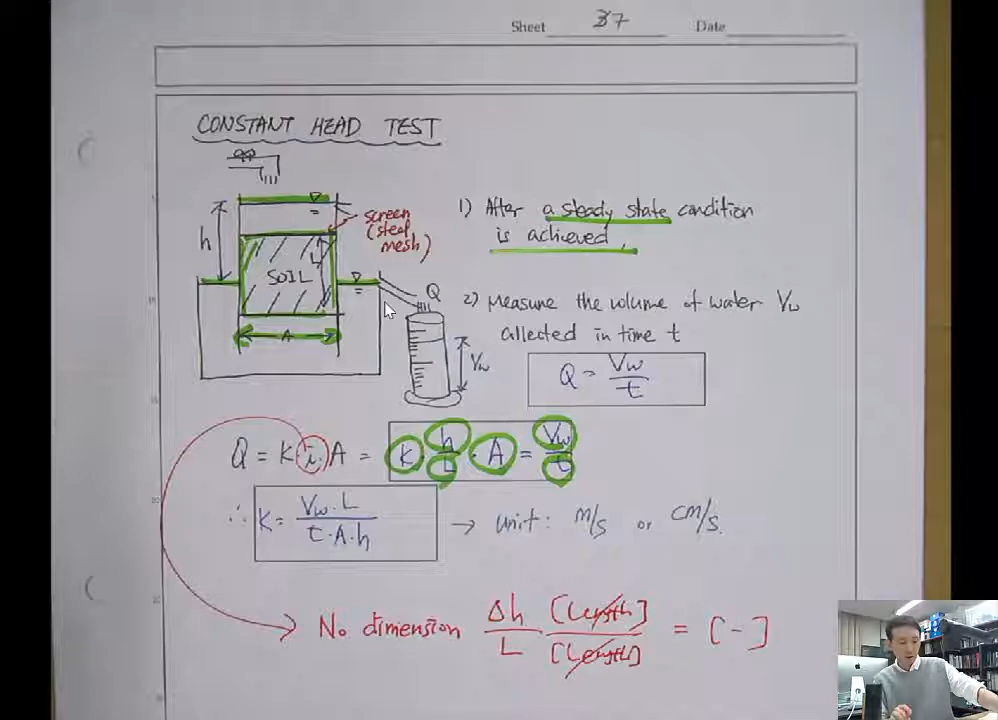 Sheet 37 Date
CONSTANT HEAD TEST
h
SOIL
L
A
screen
(steel
mesh)
Q
Vw
1) After a steady state condition
is achieved,
2) Measure the volume of water Vw
collected in time t
Q = Vw / t
Q = K i A = K · h / L · A = Vw / t
∴ K = Vw · L / t · A · h → unit : m/s or cm/s.
→ No dimension Δh / L [Length] / [Length] = [-]